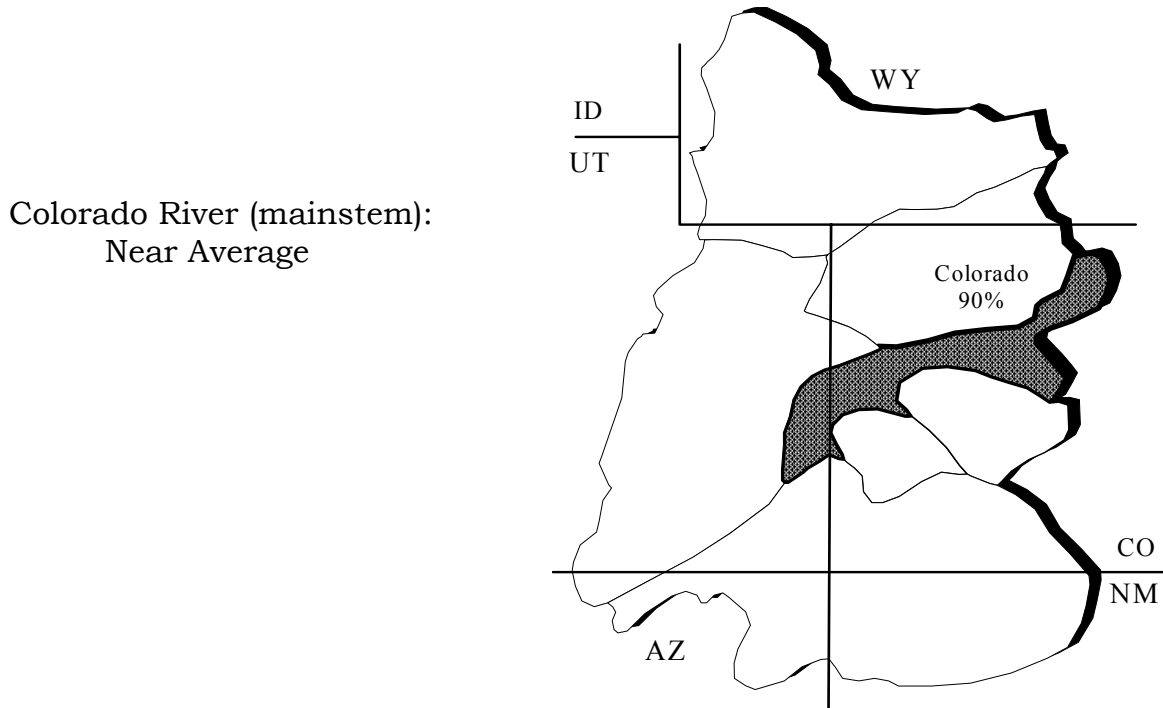 Colorado River (mainstem):
Near Average
WY
ID
UT
Colorado
90%
CO
NM
AZ